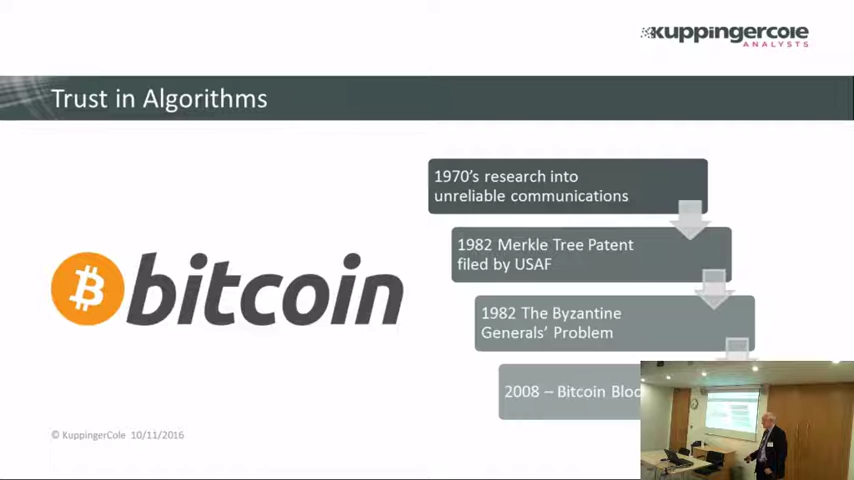 kuppingercole
ANALYSTS
Trust in Algorithms
1970's research into
unreliable communications
1982 Merkle Tree Patent
filed by USAF
1982 The Byzantine
Generals' Problem
2008 – Bitcoin
bitcoin
© KuppingerCole 10/11/2016